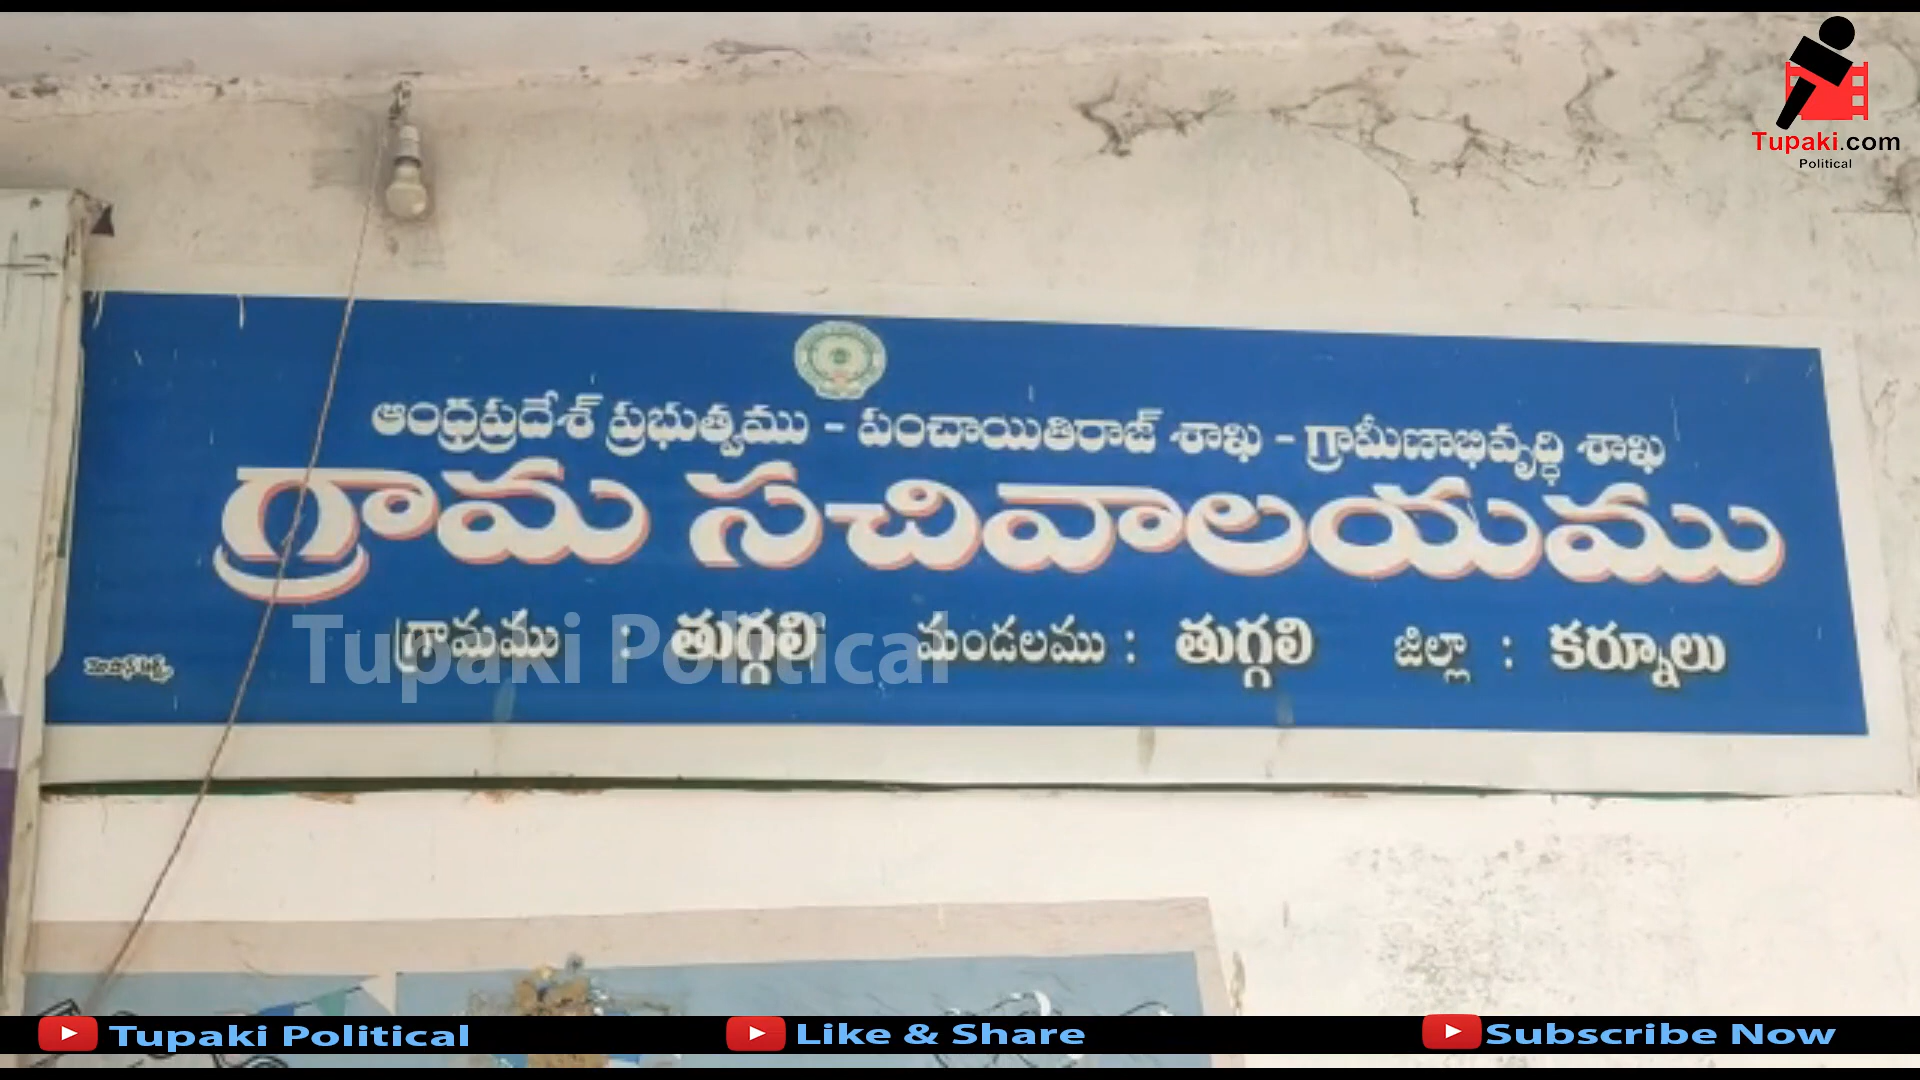 Tupaki.com
Political
ఆంధ్రప్రదేశ్ ప్రభుత్వము - పంచాయితిరాజ్ శాఖ - గ్రామీణాభివృద్ధి శాఖ
గ్రామ సచివాలయము
గ్రామము : తుగ్గలి మండలము : తుగ్గలి జిల్లా : కర్నూలు
Tupaki Political
Tupaki Political Like & Share Subscribe Now